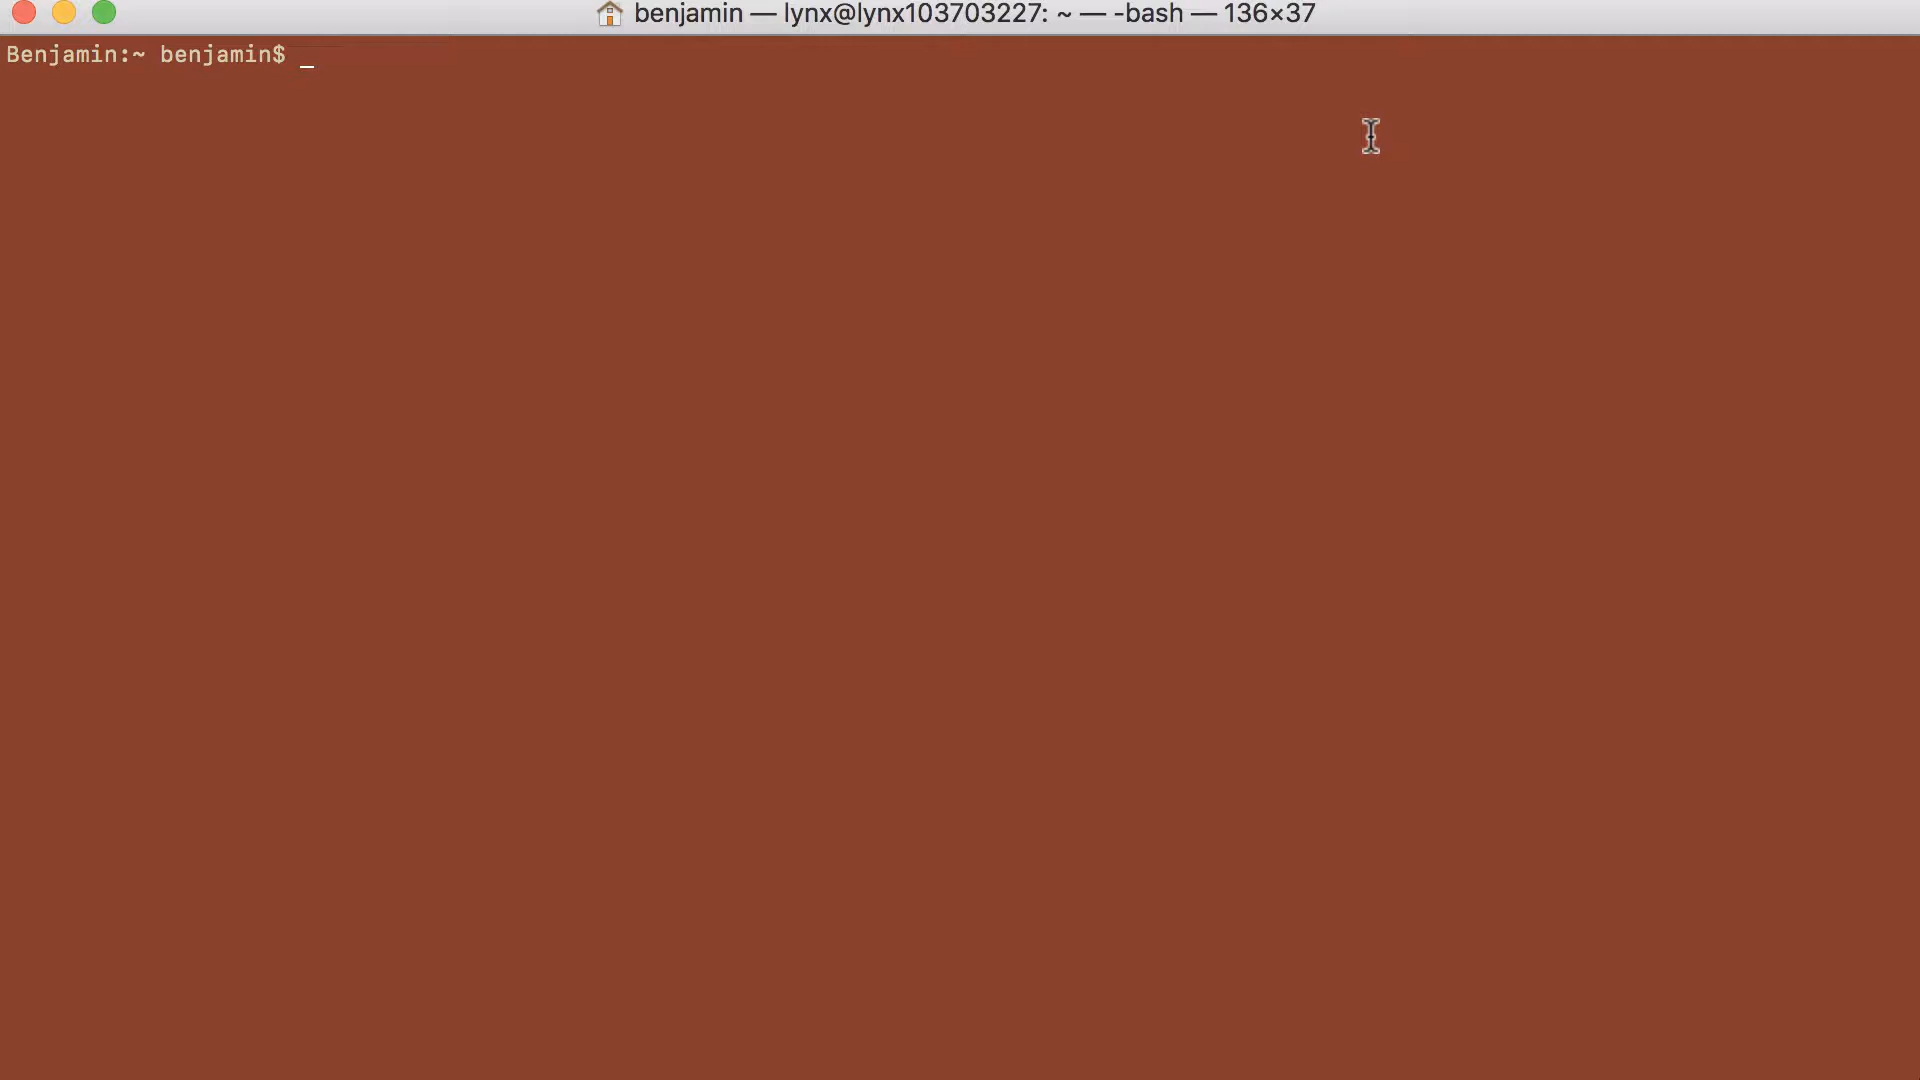 benjamin — lynx@lynx103703227: ~ — -bash — 136×37
Benjamin:~ benjamin$ _